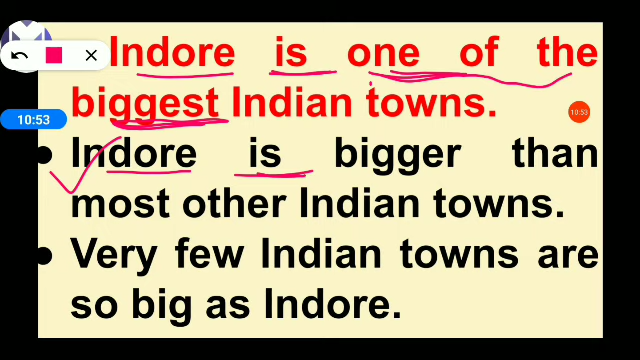 Indore is one of the
biggest Indian towns.
10:53
10:53
● Indore is bigger than
most other Indian towns.
● Very few Indian towns are
so big as Indore.